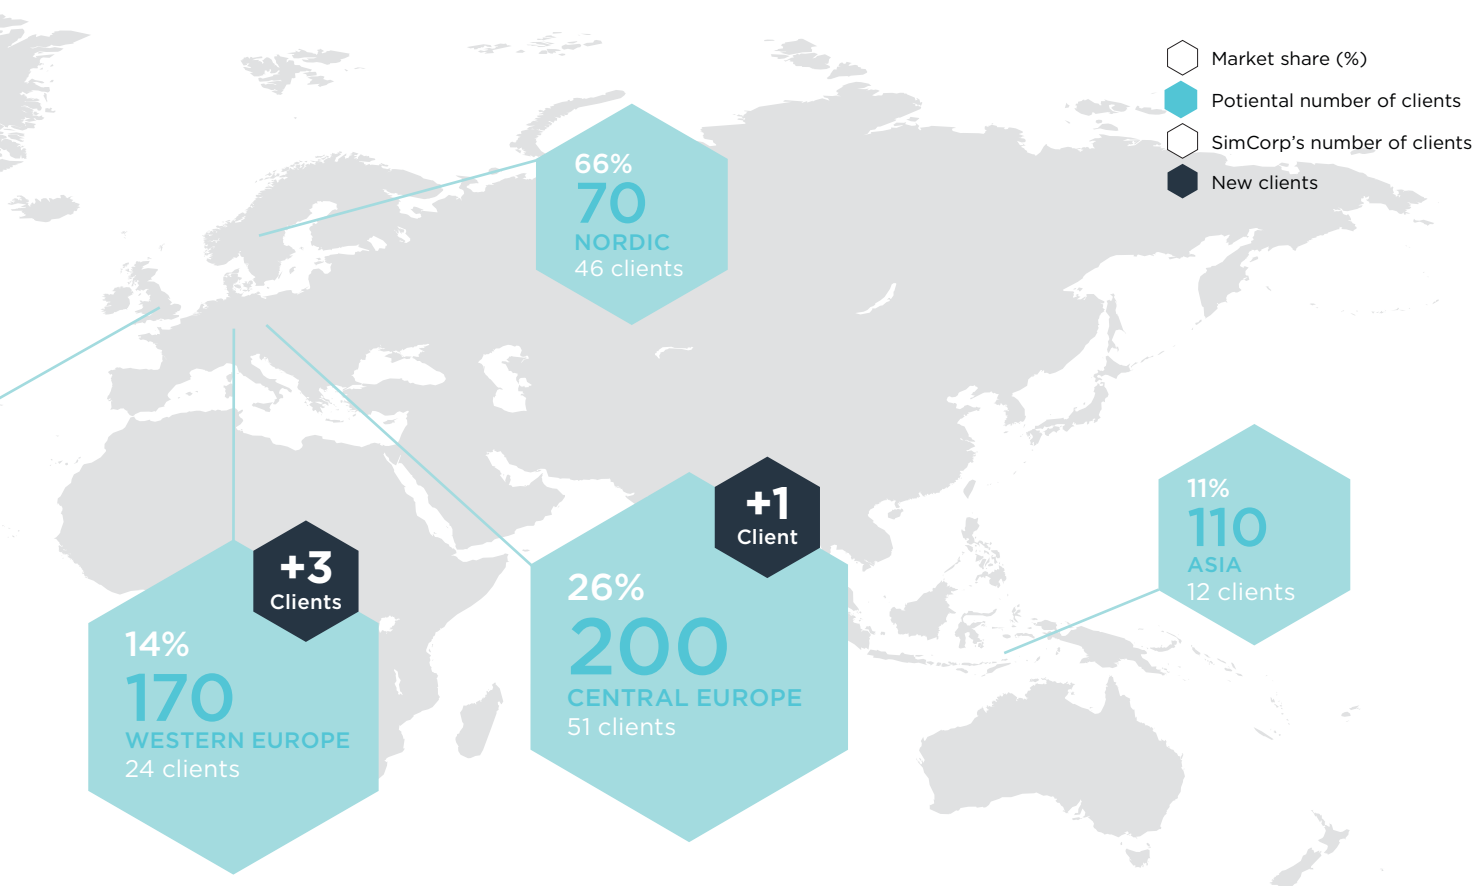 Market share (%)
Potiental number of clients
SimCorp's number of clients
New clients
66%
70
NORDIC
46 clients
11%
110
ASIA
12 clients
+1
Client
26%
200
CENTRAL EUROPE
51 clients
+3
Clients
14%
170
WESTERN EUROPE
24 clients